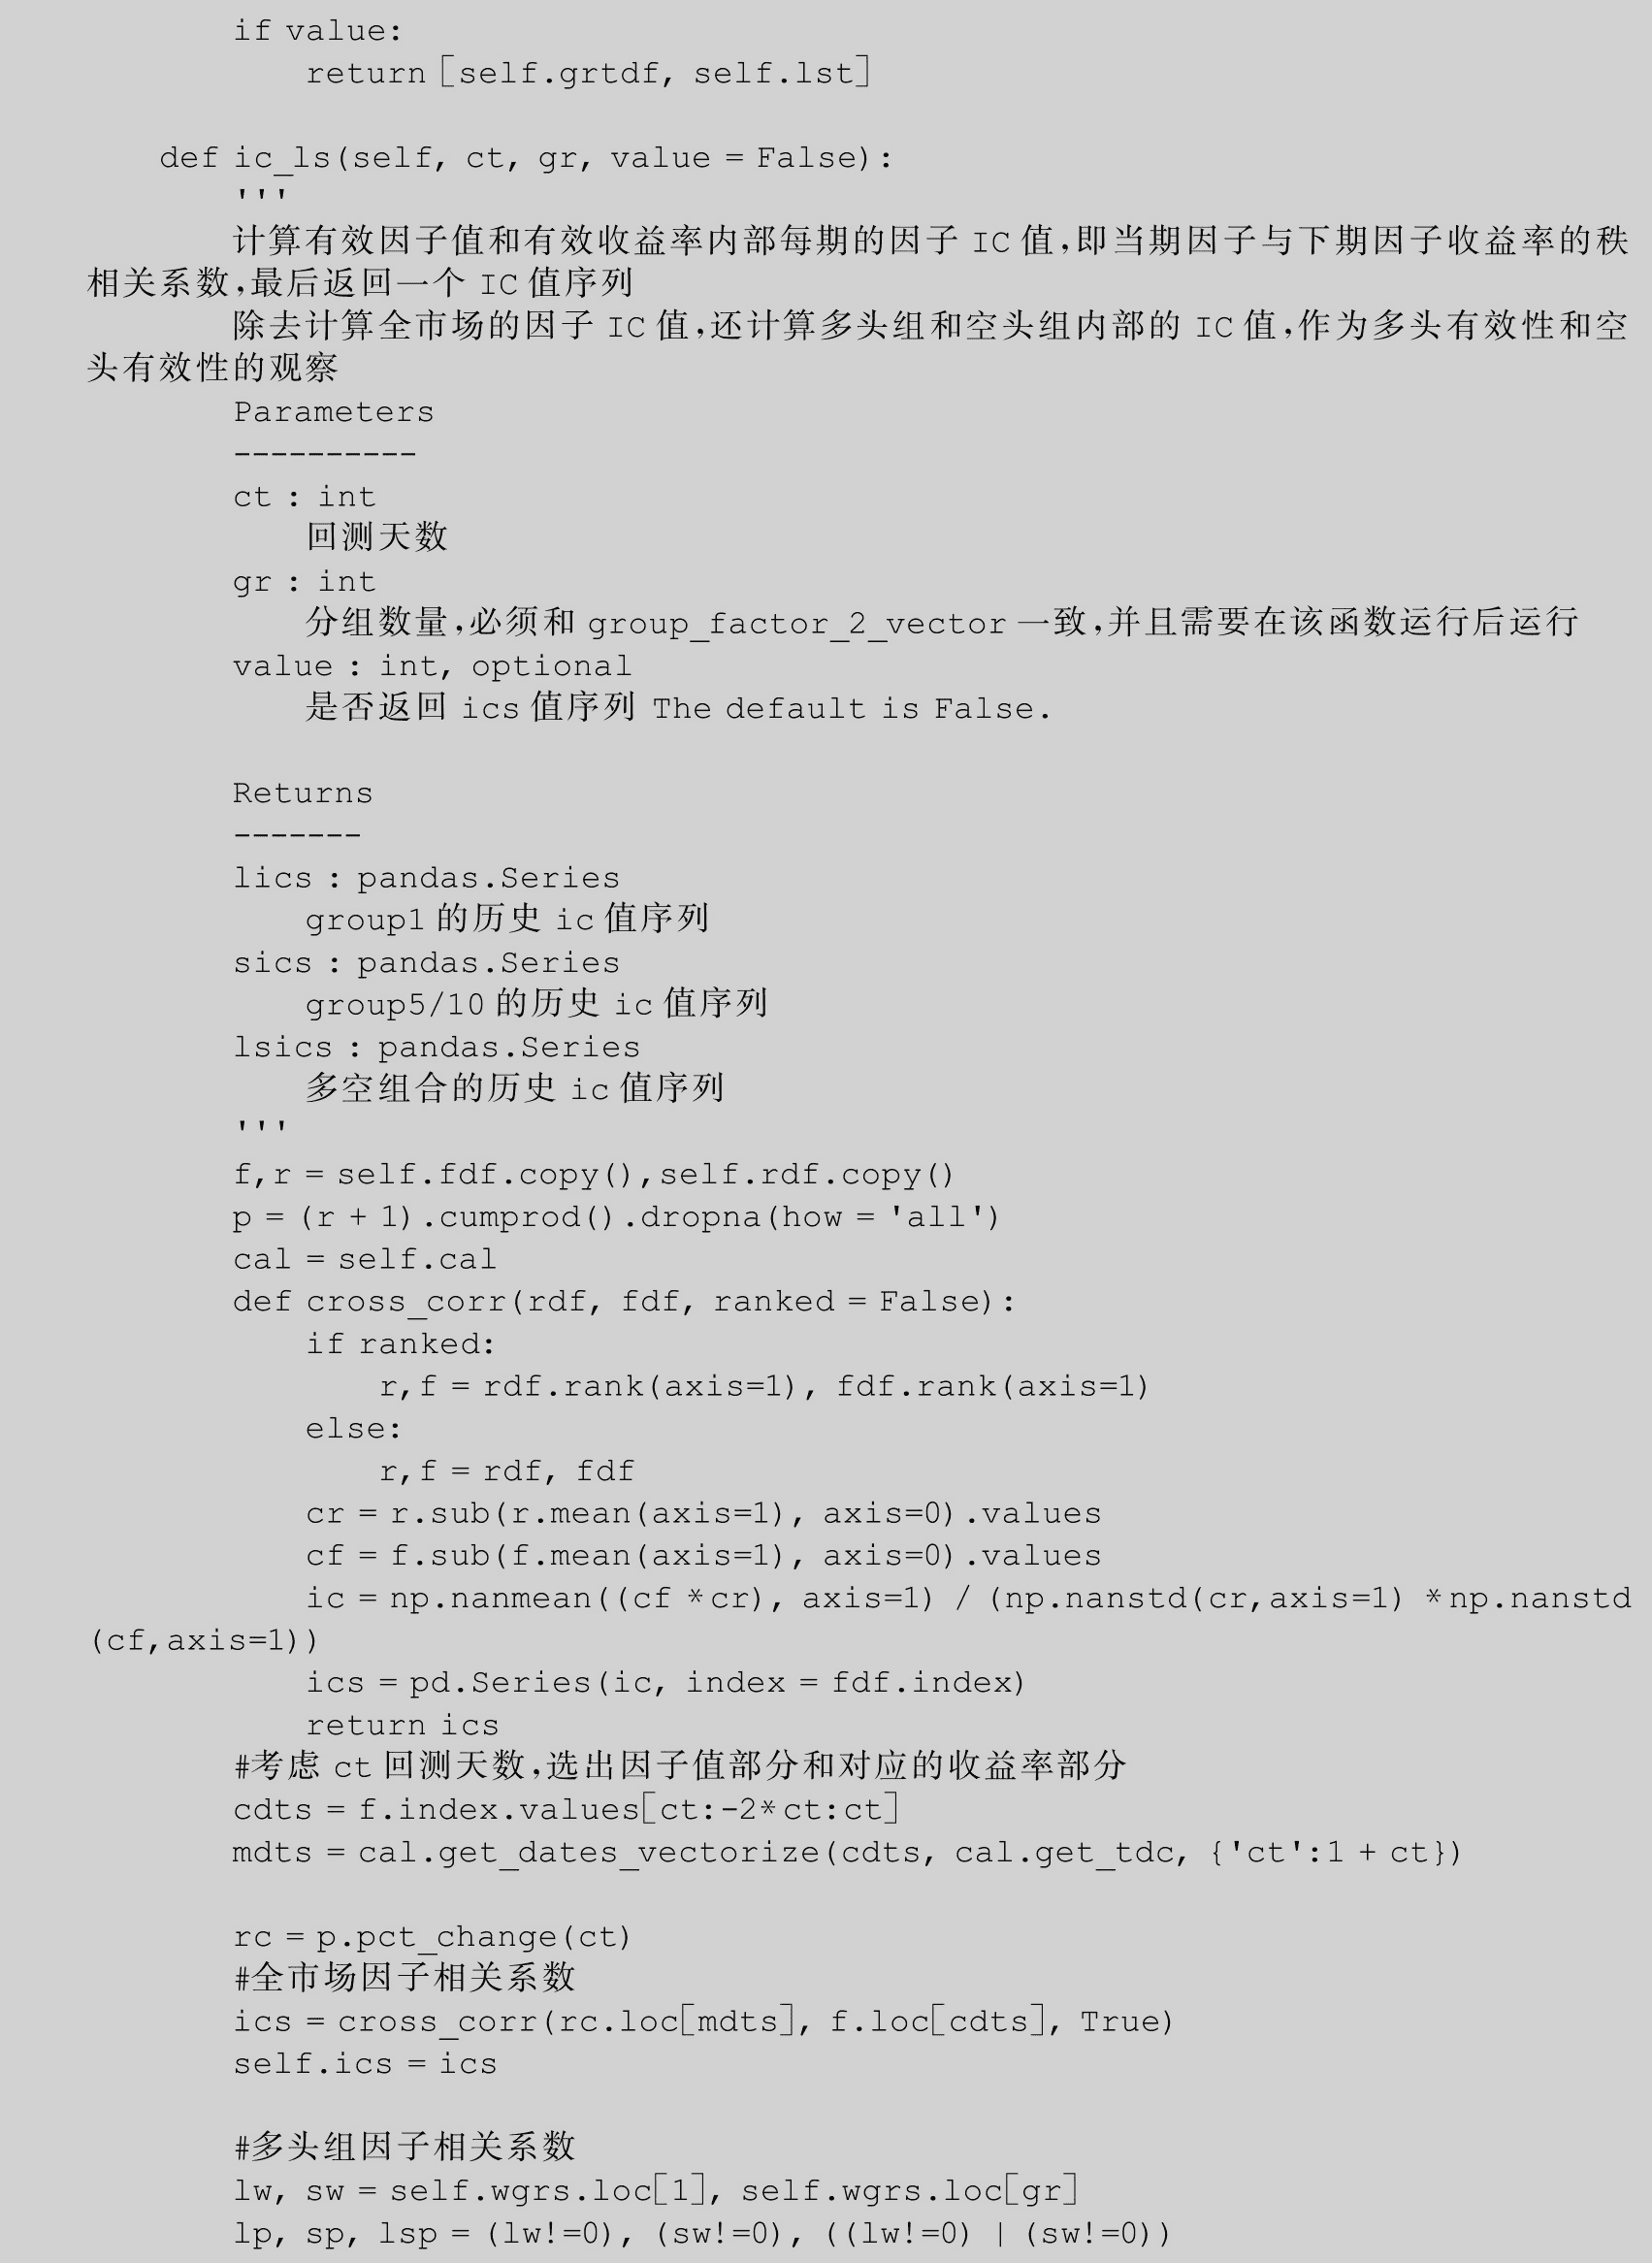 if value:
return [self.grtdf, self.lst]
def ic_ls(self, ct, gr, value = False):
'''
计算有效因子值和有效收益率内部每期的因子 IC 值,即当期因子与下期因子收益率的秩
相关系数,最后返回一个 IC 值序列
除去计算全市场的因子 IC 值,还计算多头组和空头组内部的 IC 值,作为多头有效性和空
头有效性的观察
Parameters
----------
ct : int
回测天数
gr : int
分组数量,必须和 group_factor_2_vector 一致,并且需要在该函数运行后运行
value : int, optional
是否返回 ics 值序列 The default is False.
Returns
-------
lics : pandas.Series
group1 的历史 ic 值序列
sics : pandas.Series
group5/10 的历史 ic 值序列
lsics : pandas.Series
多空组合的历史 ic 值序列
'''
f,r = self.fdf.copy(),self.rdf.copy()
p = (r + 1).cumprod().dropna(how = 'all')
cal = self.cal
def cross_corr(rdf, fdf, ranked = False):
if ranked:
r,f = rdf.rank(axis=1), fdf.rank(axis=1)
else:
r,f = rdf, fdf
cr = r.sub(r.mean(axis=1), axis=0).values
cf = f.sub(f.mean(axis=1), axis=0).values
ic = np.nanmean((cf *cr), axis=1) / (np.nanstd(cr,axis=1) *np.nanstd
(cf,axis=1))
ics = pd.Series(ic, index = fdf.index)
return ics
#考虑 ct 回测天数,选出因子值部分和对应的收益率部分
cdts = f.index.values[ct:-2*ct:ct]
mdts = cal.get_dates_vectorize(cdts, cal.get_tdc, {'ct':1 + ct})
rc = p.pct_change(ct)
#全市场因子相关系数
ics = cross_corr(rc.loc[mdts], f.loc[cdts], True)
self.ics = ics
#多头组因子相关系数
lw, sw = self.wgrs.loc[1], self.wgrs.loc[gr]
lp, sp, lsp = (lw!=0), (sw!=0), ((lw!=0) | (sw!=0))